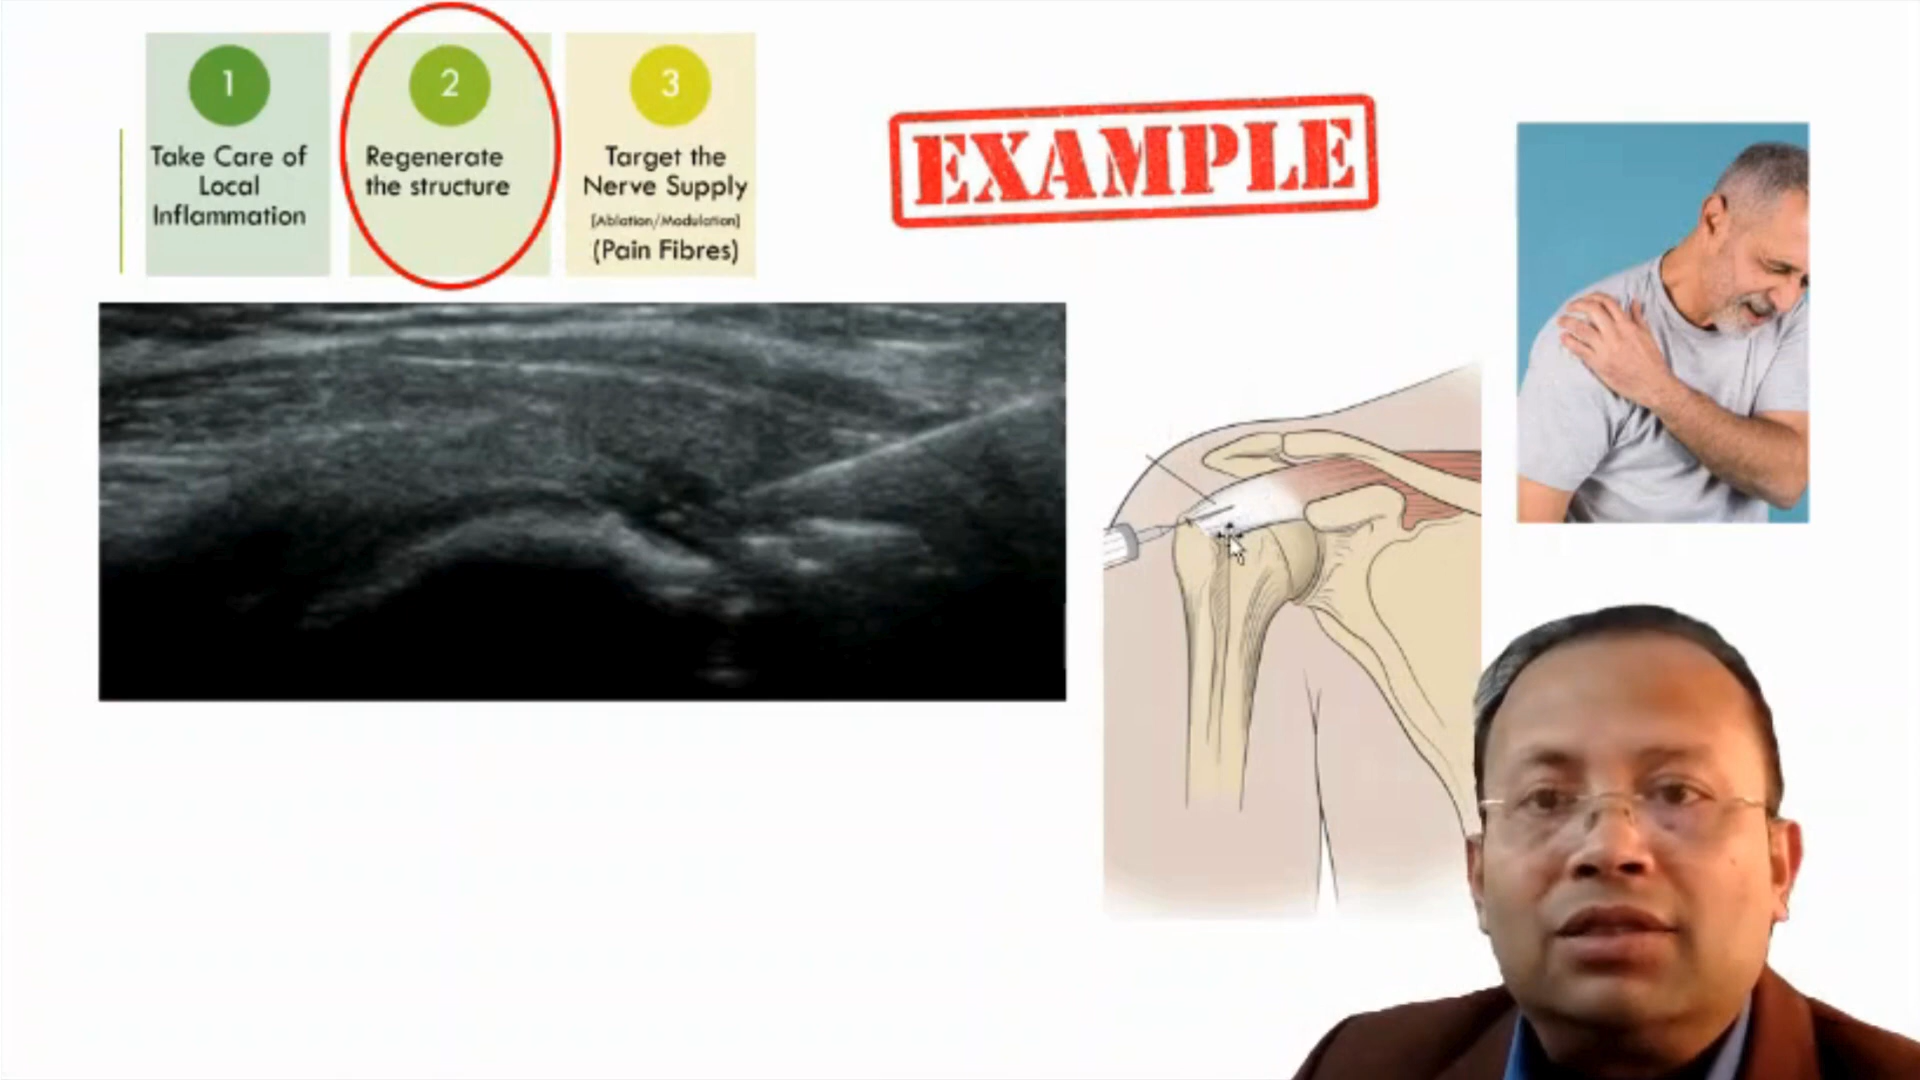 1
Take Care of
Local
Inflammation
2
Regenerate
the structure
3
Target the
Nerve Supply
[Ablation/Modulation]
(Pain Fibres)
EXAMPLE